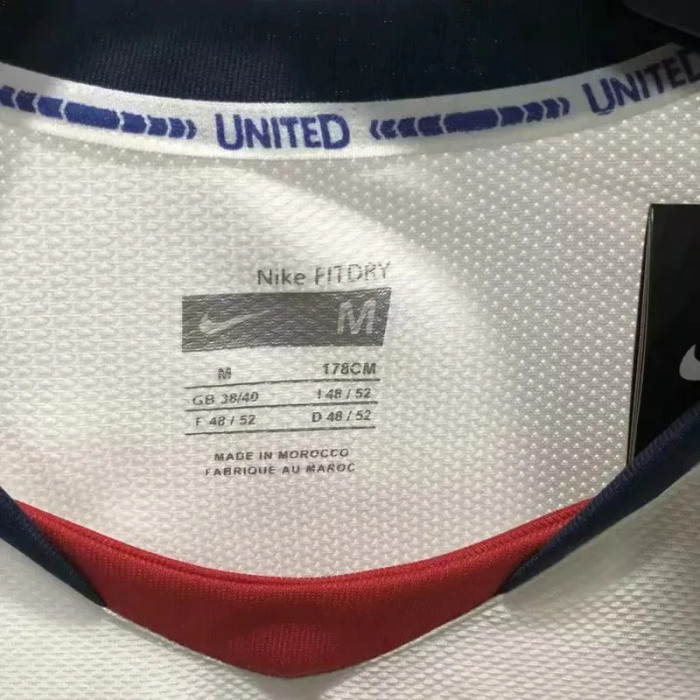 UNITED UNITED
Nike FITDRY
M
M 178CM
GB 38/40 I 48 / 52
F 48 / 52 D 48 / 52
MADE IN MOROCCO
FABRIQUE AU MAROC